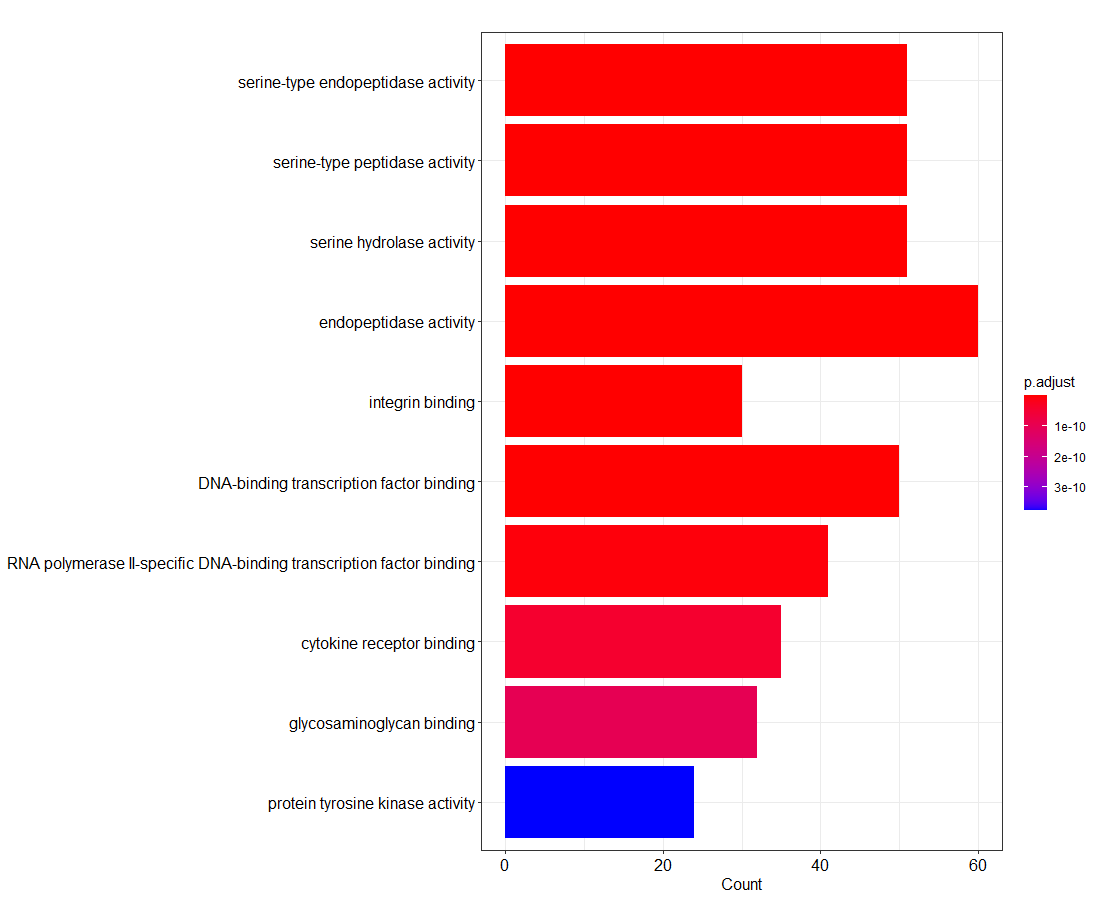 serine-type endopeptidase activity
serine-type peptidase activity
serine hydrolase activity
endopeptidase activity
integrin binding
DNA-binding transcription factor binding
RNA polymerase II-specific DNA-binding transcription factor binding
cytokine receptor binding
glycosaminoglycan binding
protein tyrosine kinase activity
0 20 40 60
Count
p.adjust
1e-10
2e-10
3e-10